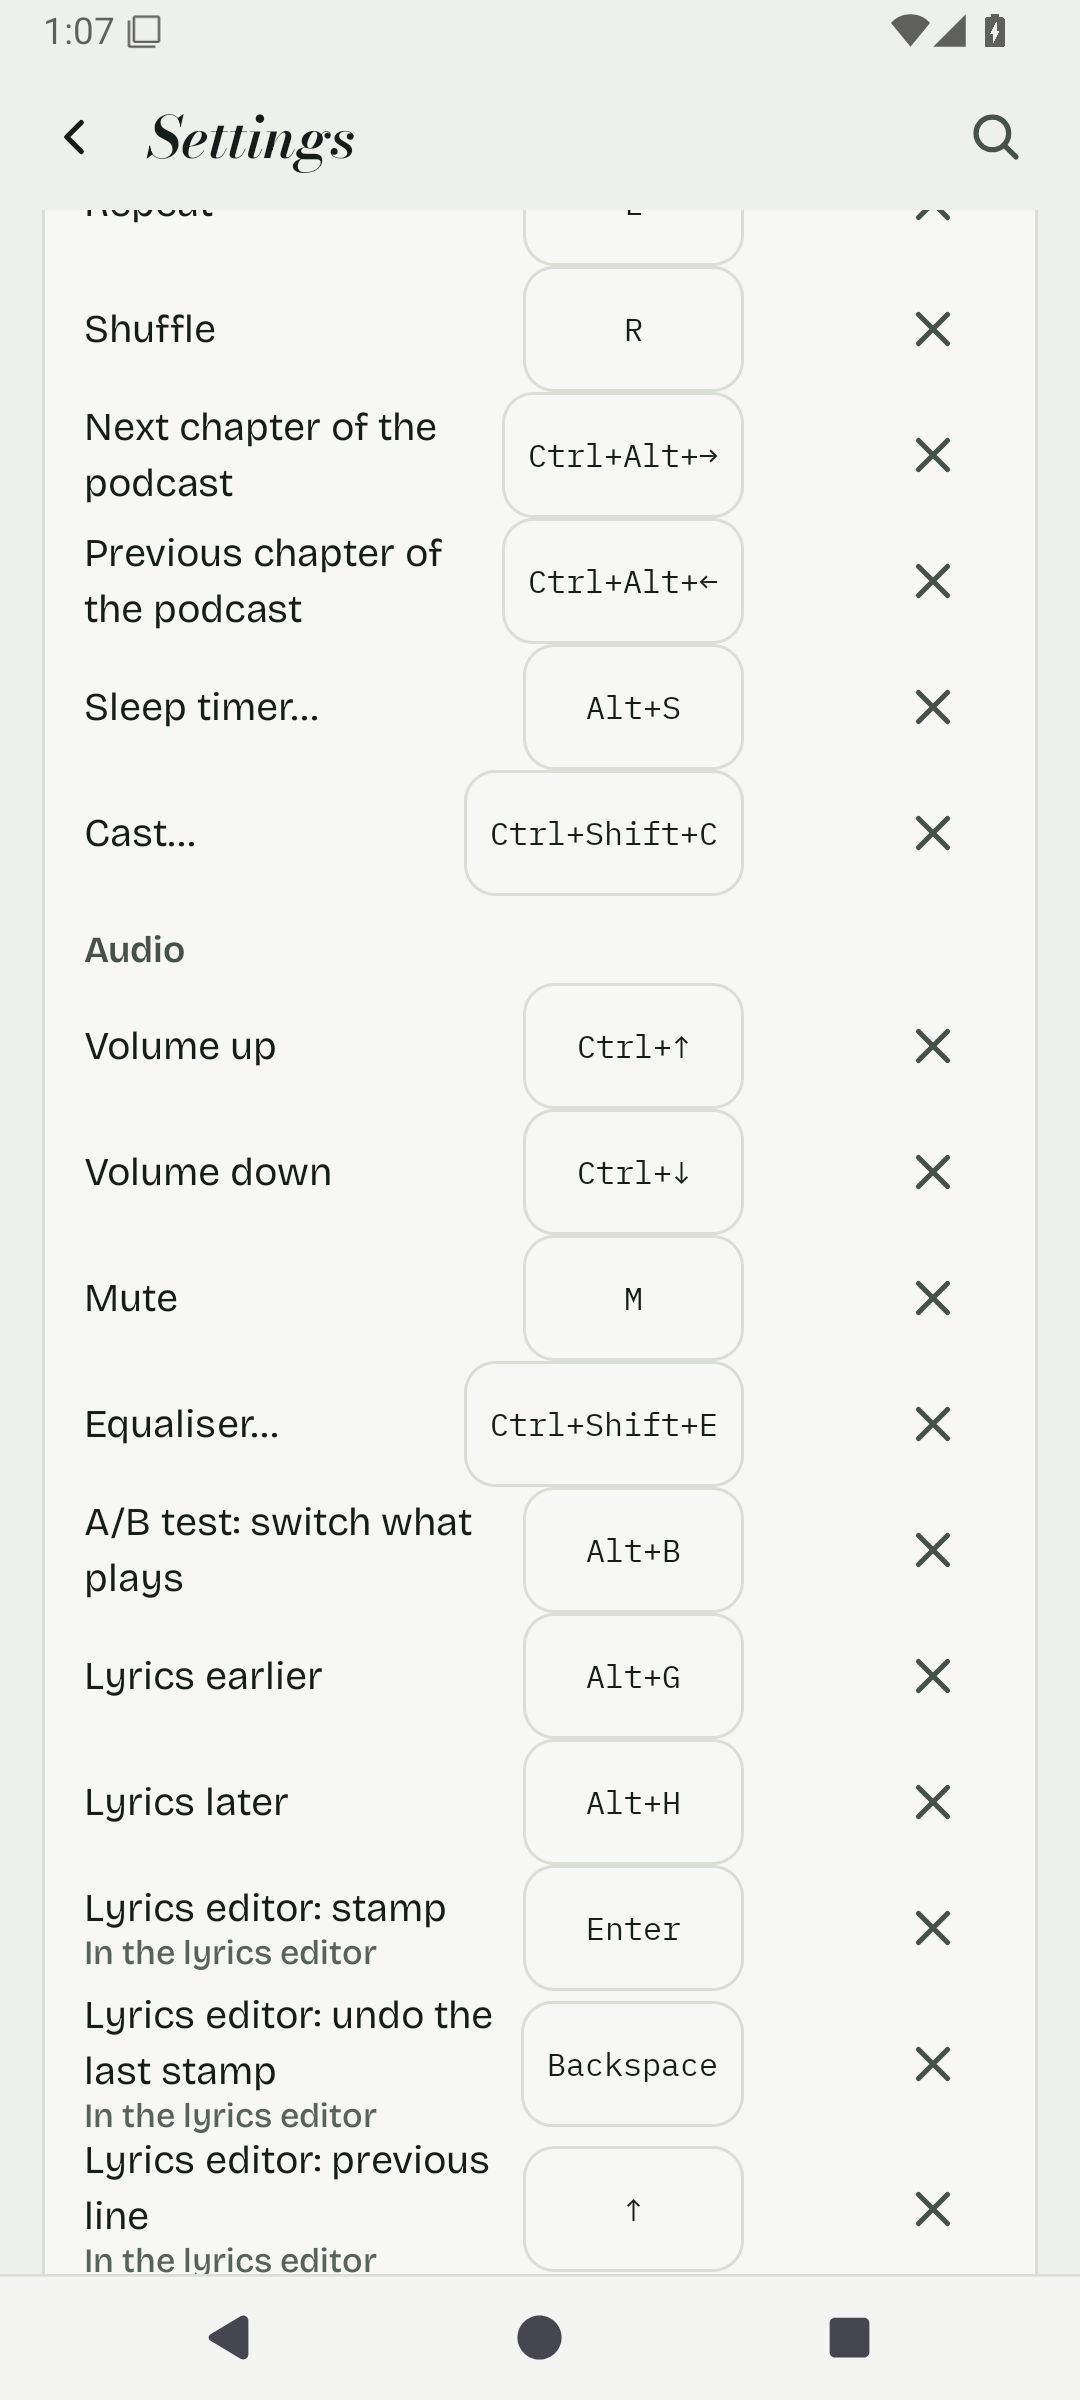 1:07
Settings
Repeat
Shuffle
R
Next chapter of the
podcast
Ctrl+Alt+→
Previous chapter of
the podcast
Ctrl+Alt+←
Sleep timer...
Alt+S
Cast...
Ctrl+Shift+C
Audio
Volume up
Ctrl+↑
Volume down
Ctrl+↓
Mute
M
Equaliser...
Ctrl+Shift+E
A/B test: switch what
plays
Alt+B
Lyrics earlier
Alt+G
Lyrics later
Alt+H
Lyrics editor: stamp
In the lyrics editor
Enter
Lyrics editor: undo the
last stamp
In the lyrics editor
Backspace
Lyrics editor: previous
line
In the lyrics editor
↑